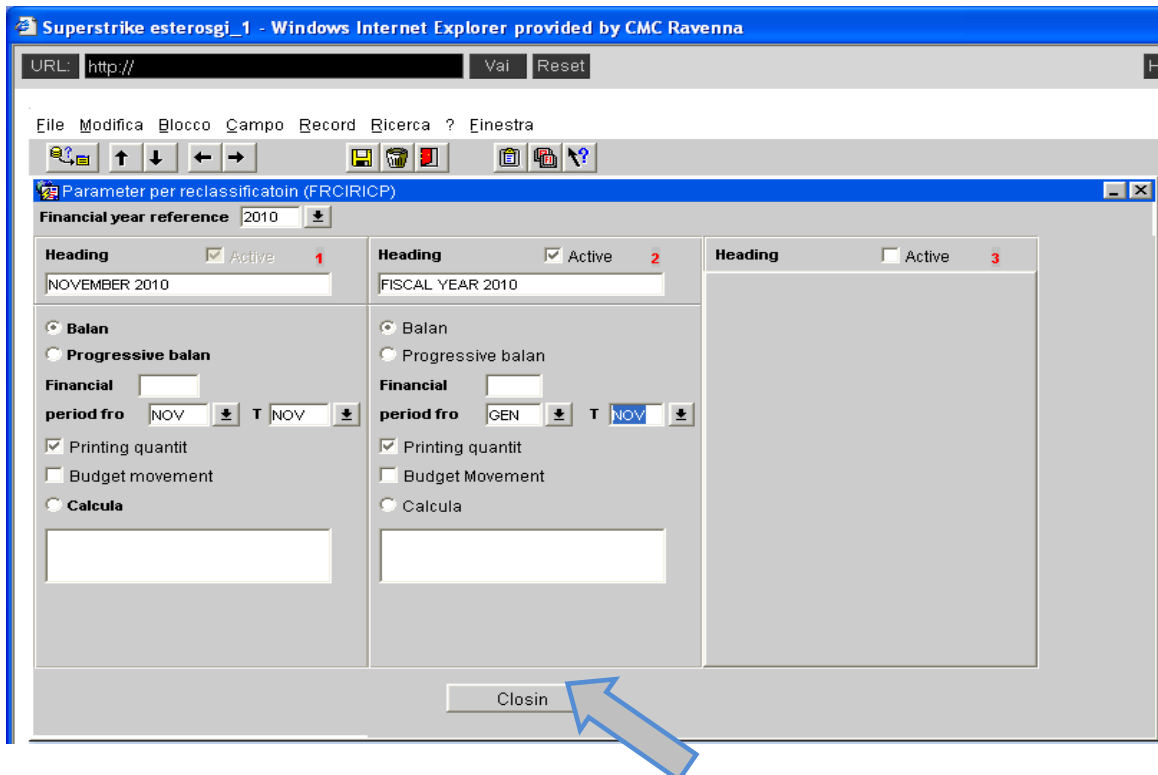 Superstrike esterosgi_1 - Windows Internet Explorer provided by CMC Ravenna
URL: http:// Vai Reset H
File Modifica Blocco Campo Record Ricerca ? Finestra
Parameter per reclassificatoin (FRCIRICP)
Financial year reference 2010
Heading Active 1
NOVEMBER 2010
Balan
Progressive balan
Financial
period fro NOV T NOV
Printing quantit
Budget movement
Calcula
Heading Active 2
FISCAL YEAR 2010
Balan
Progressive balan
Financial
period fro GEN T NOV
Printing quantit
Budget Movement
Calcula
Heading Active 3
Closin